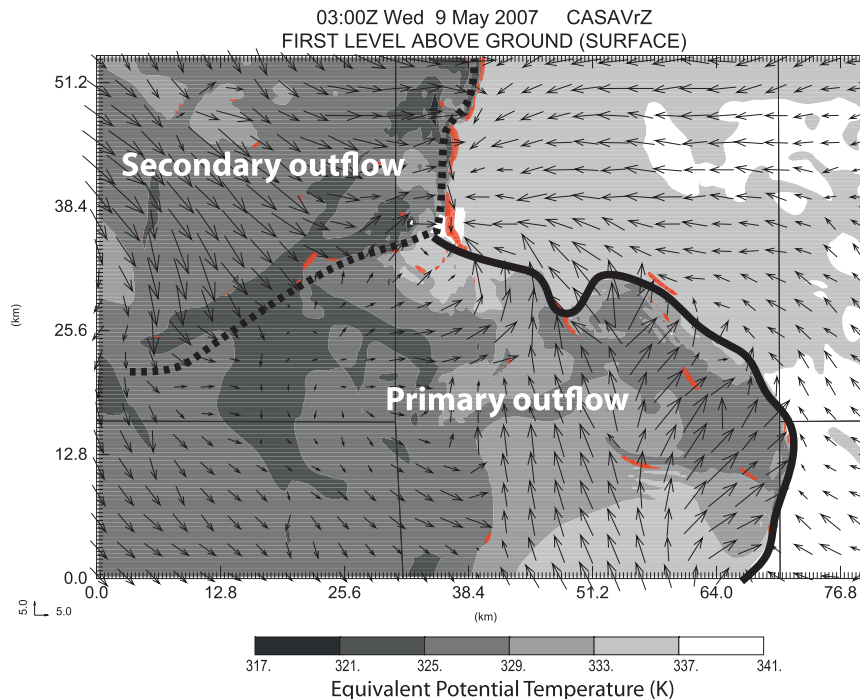 03:00Z Wed 9 May 2007 CASAVrZ
FIRST LEVEL ABOVE GROUND (SURFACE)
51.2
Secondary outflow
38.4
(km)
25.6
Primary outflow
12.8
0.0
0.0 12.8 25.6 38.4 51.2 64.0 76.8
5.0 5.0
(km)
317. 321. 325. 329. 333. 337. 341.
Equivalent Potential Temperature (K)